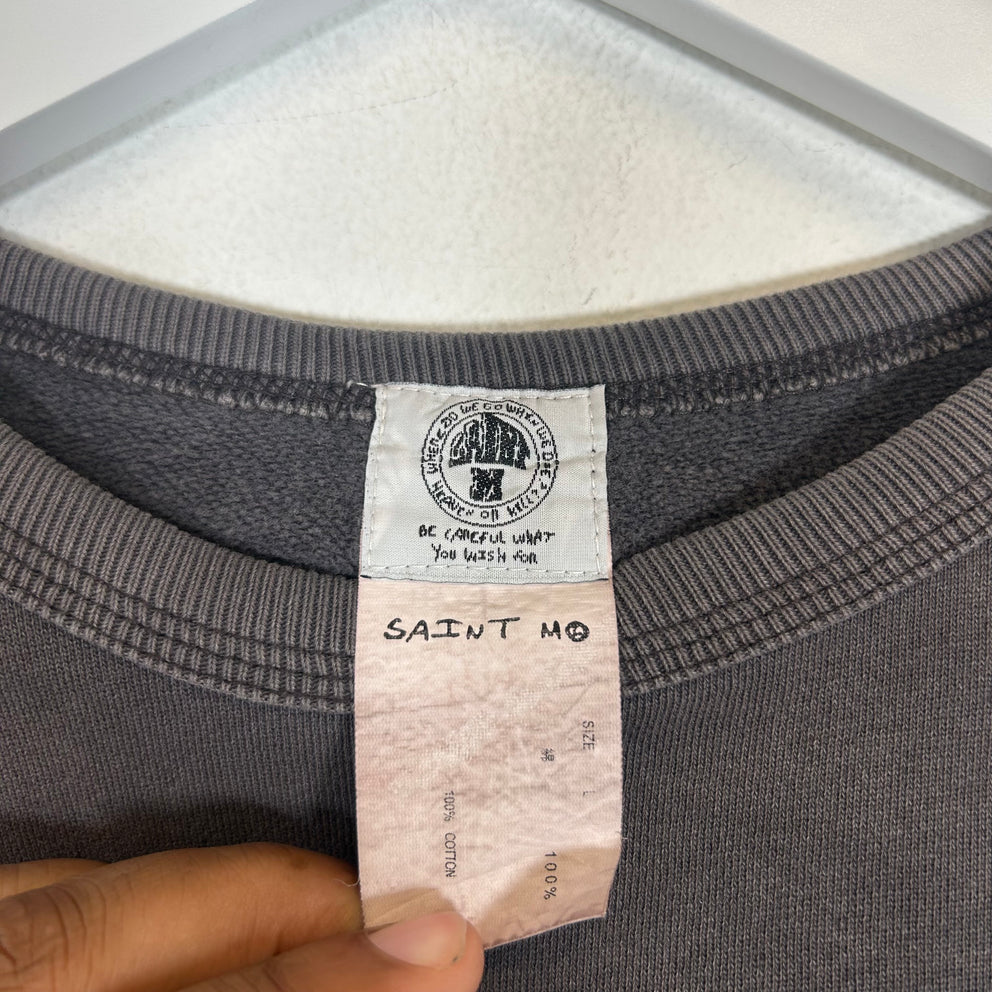 WHERE DO WE GO WHEN WE DIE?
HEAVEN OR HELL?
SAINT
M
BE CAREFUL WHAT
YOU WISH FOR
SAINT M
SIZE L
100%
100% COTTON